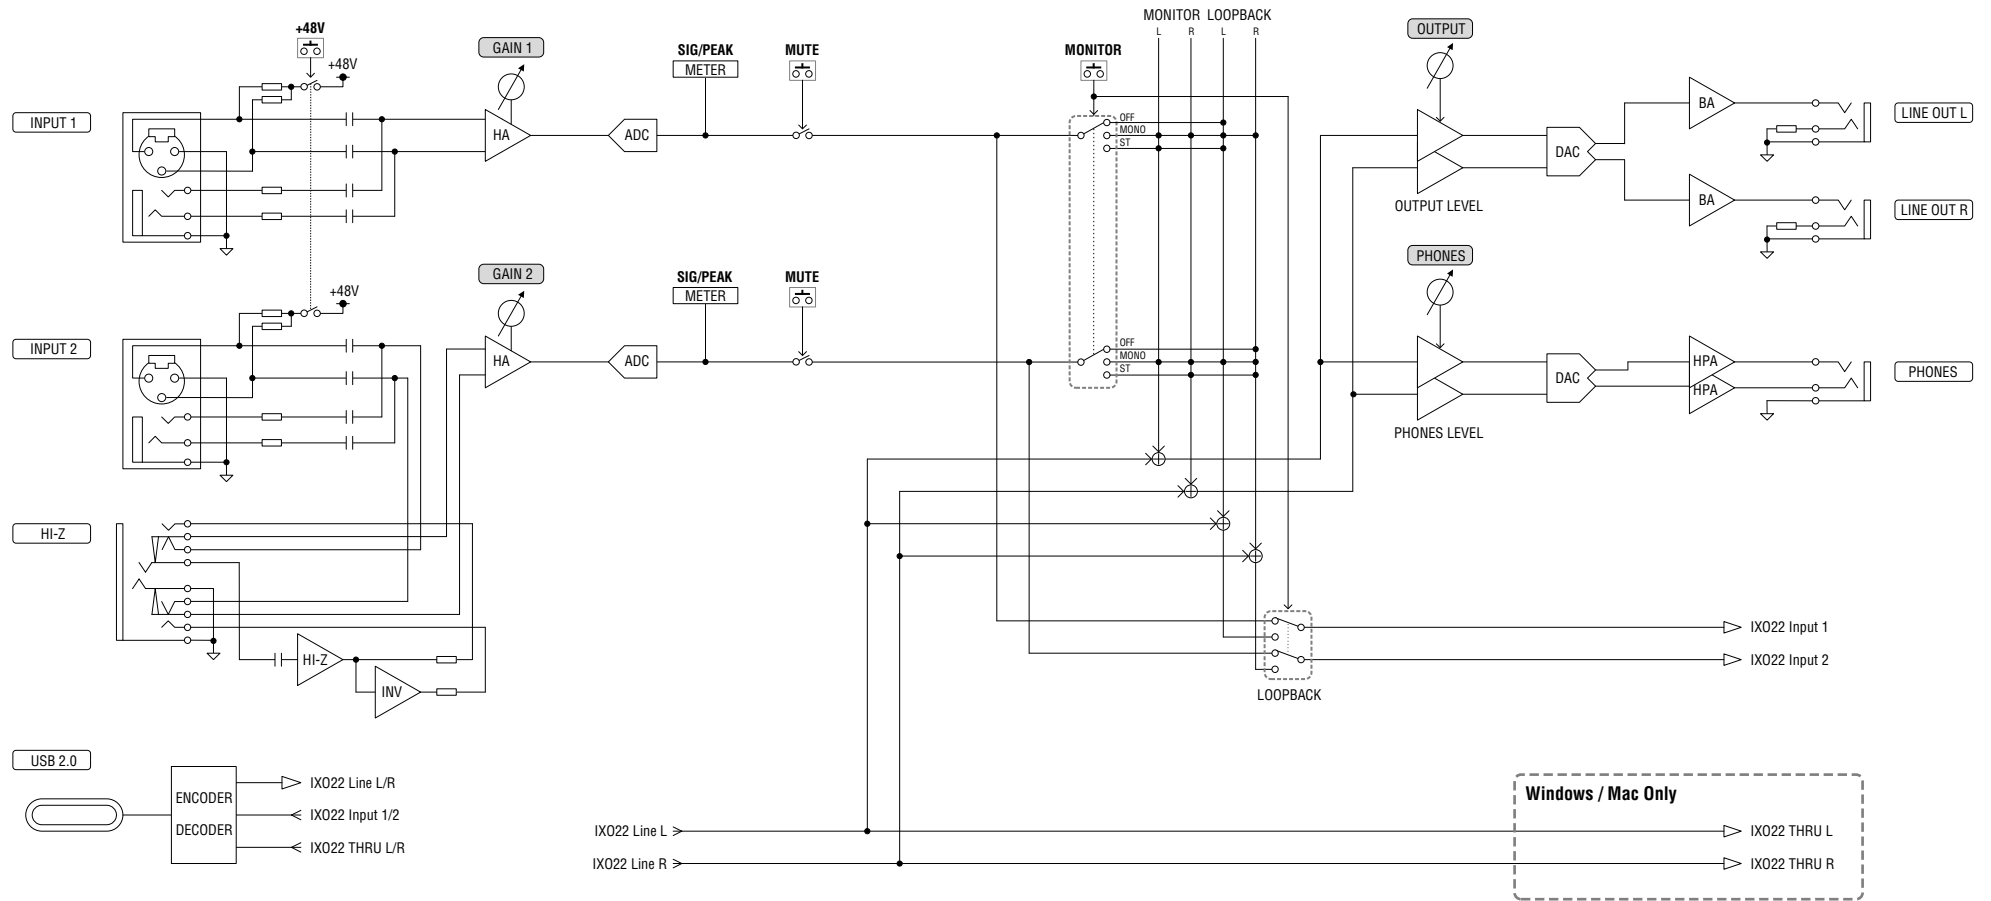 MONITOR LOOPBACK
L R L R
+48V
+48V
GAIN 1
SIG/PEAK
METER
MUTE
MONITOR
OUTPUT
INPUT 1
HA
ADC
OFF
MONO
ST
OUTPUT LEVEL
DAC
BA
LINE OUT L
BA
LINE OUT R
+48V
GAIN 2
SIG/PEAK
METER
MUTE
PHONES
INPUT 2
HA
ADC
OFF
MONO
ST
PHONES LEVEL
DAC
HPA
HPA
PHONES
HI-Z
HI-Z
INV
IXO22 Input 1
IXO22 Input 2
LOOPBACK
USB 2.0
ENCODER
DECODER
IXO22 Line L/R
IXO22 Input 1/2
IXO22 THRU L/R
IXO22 Line L
IXO22 Line R
Windows / Mac Only
IXO22 THRU L
IXO22 THRU R